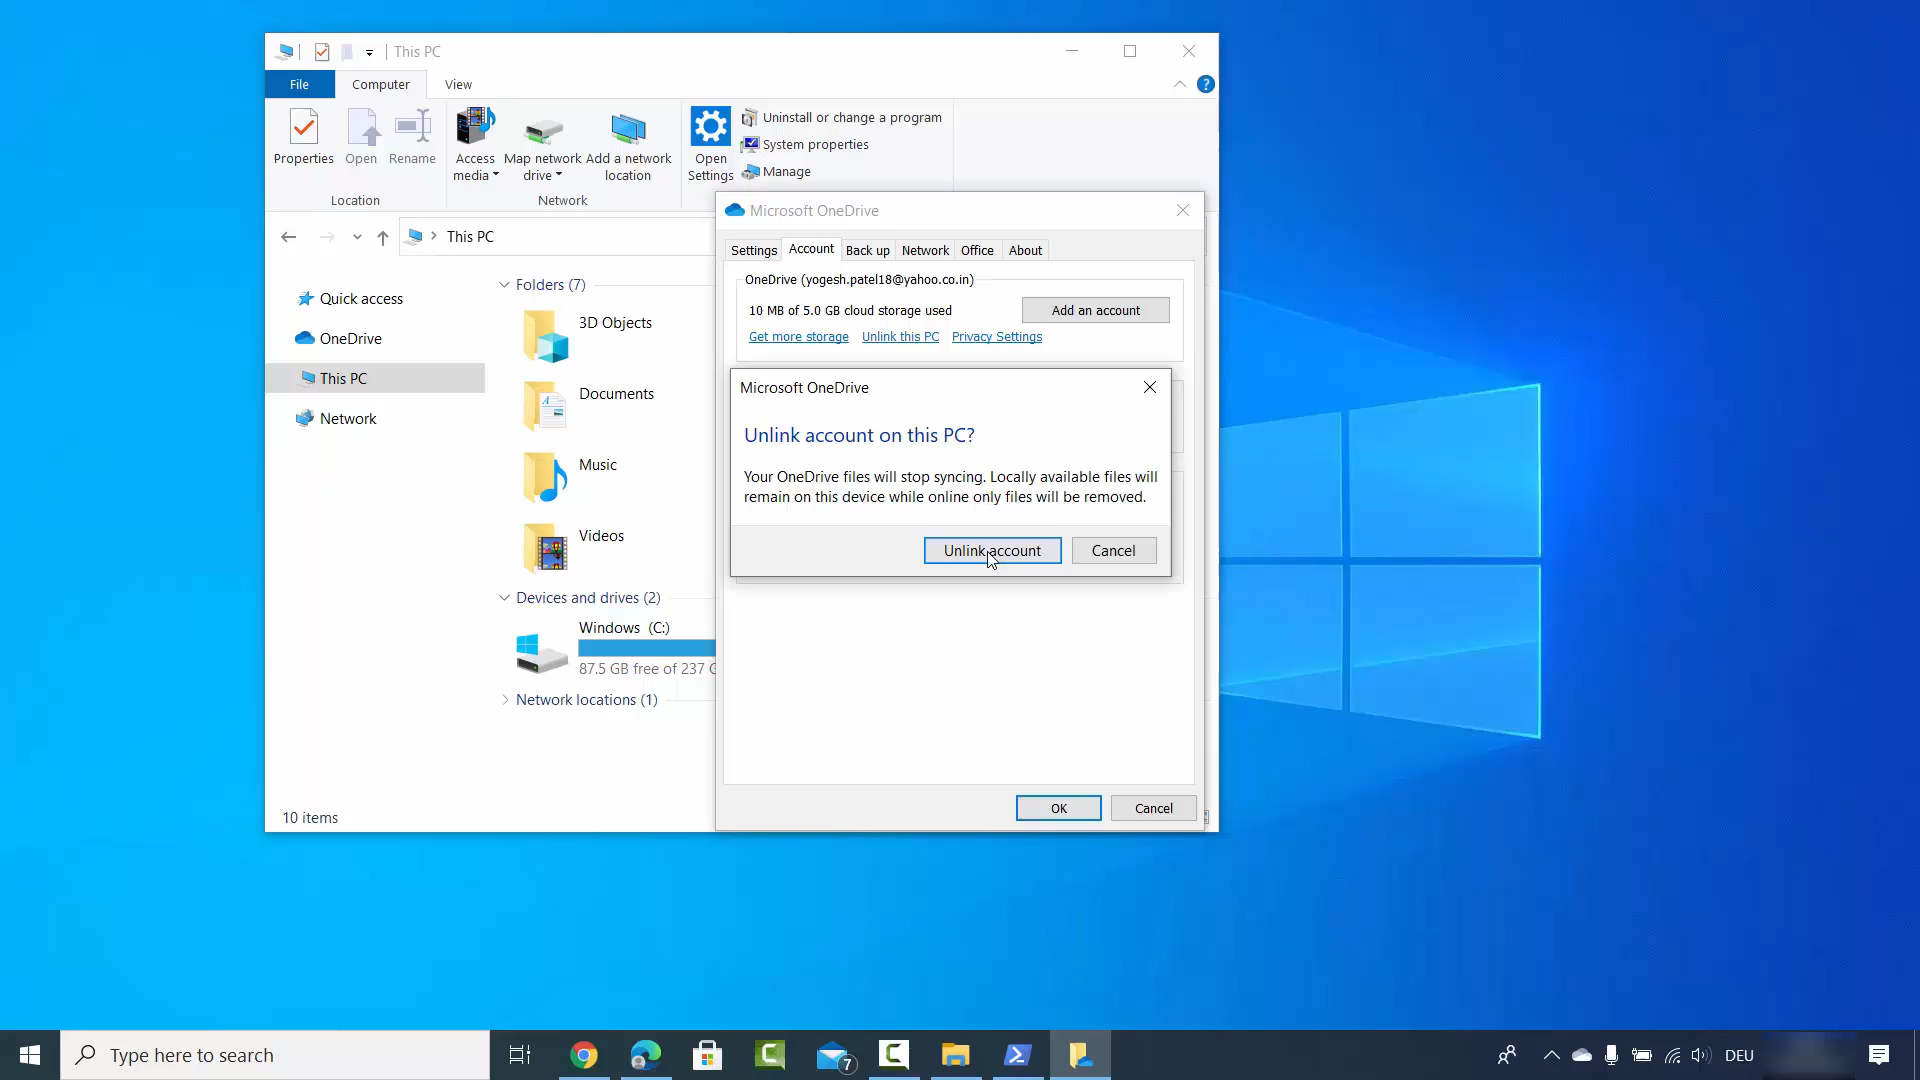 This PC
File
Computer
View
Properties
Open
Rename
Access media
Map network drive
Add a network location
Open Settings
Uninstall or change a program
System properties
Manage
Location
Network
This PC
Quick access
OneDrive
This PC
Network
Folders (7)
3D Objects
Documents
Music
Videos
Devices and drives (2)
Windows (C:)
87.5 GB free of 237 G
Network locations (1)
10 items
Microsoft OneDrive
Settings
Account
Back up
Network
Office
About
OneDrive (yogesh.patel18@yahoo.co.in)
10 MB of 5.0 GB cloud storage used
Add an account
Get more storage
Unlink this PC
Privacy Settings
Microsoft OneDrive
Unlink account on this PC?
Your OneDrive files will stop syncing. Locally available files will
remain on this device while online only files will be removed.
Unlink account
Cancel
OK
Cancel
Type here to search
7
DEU